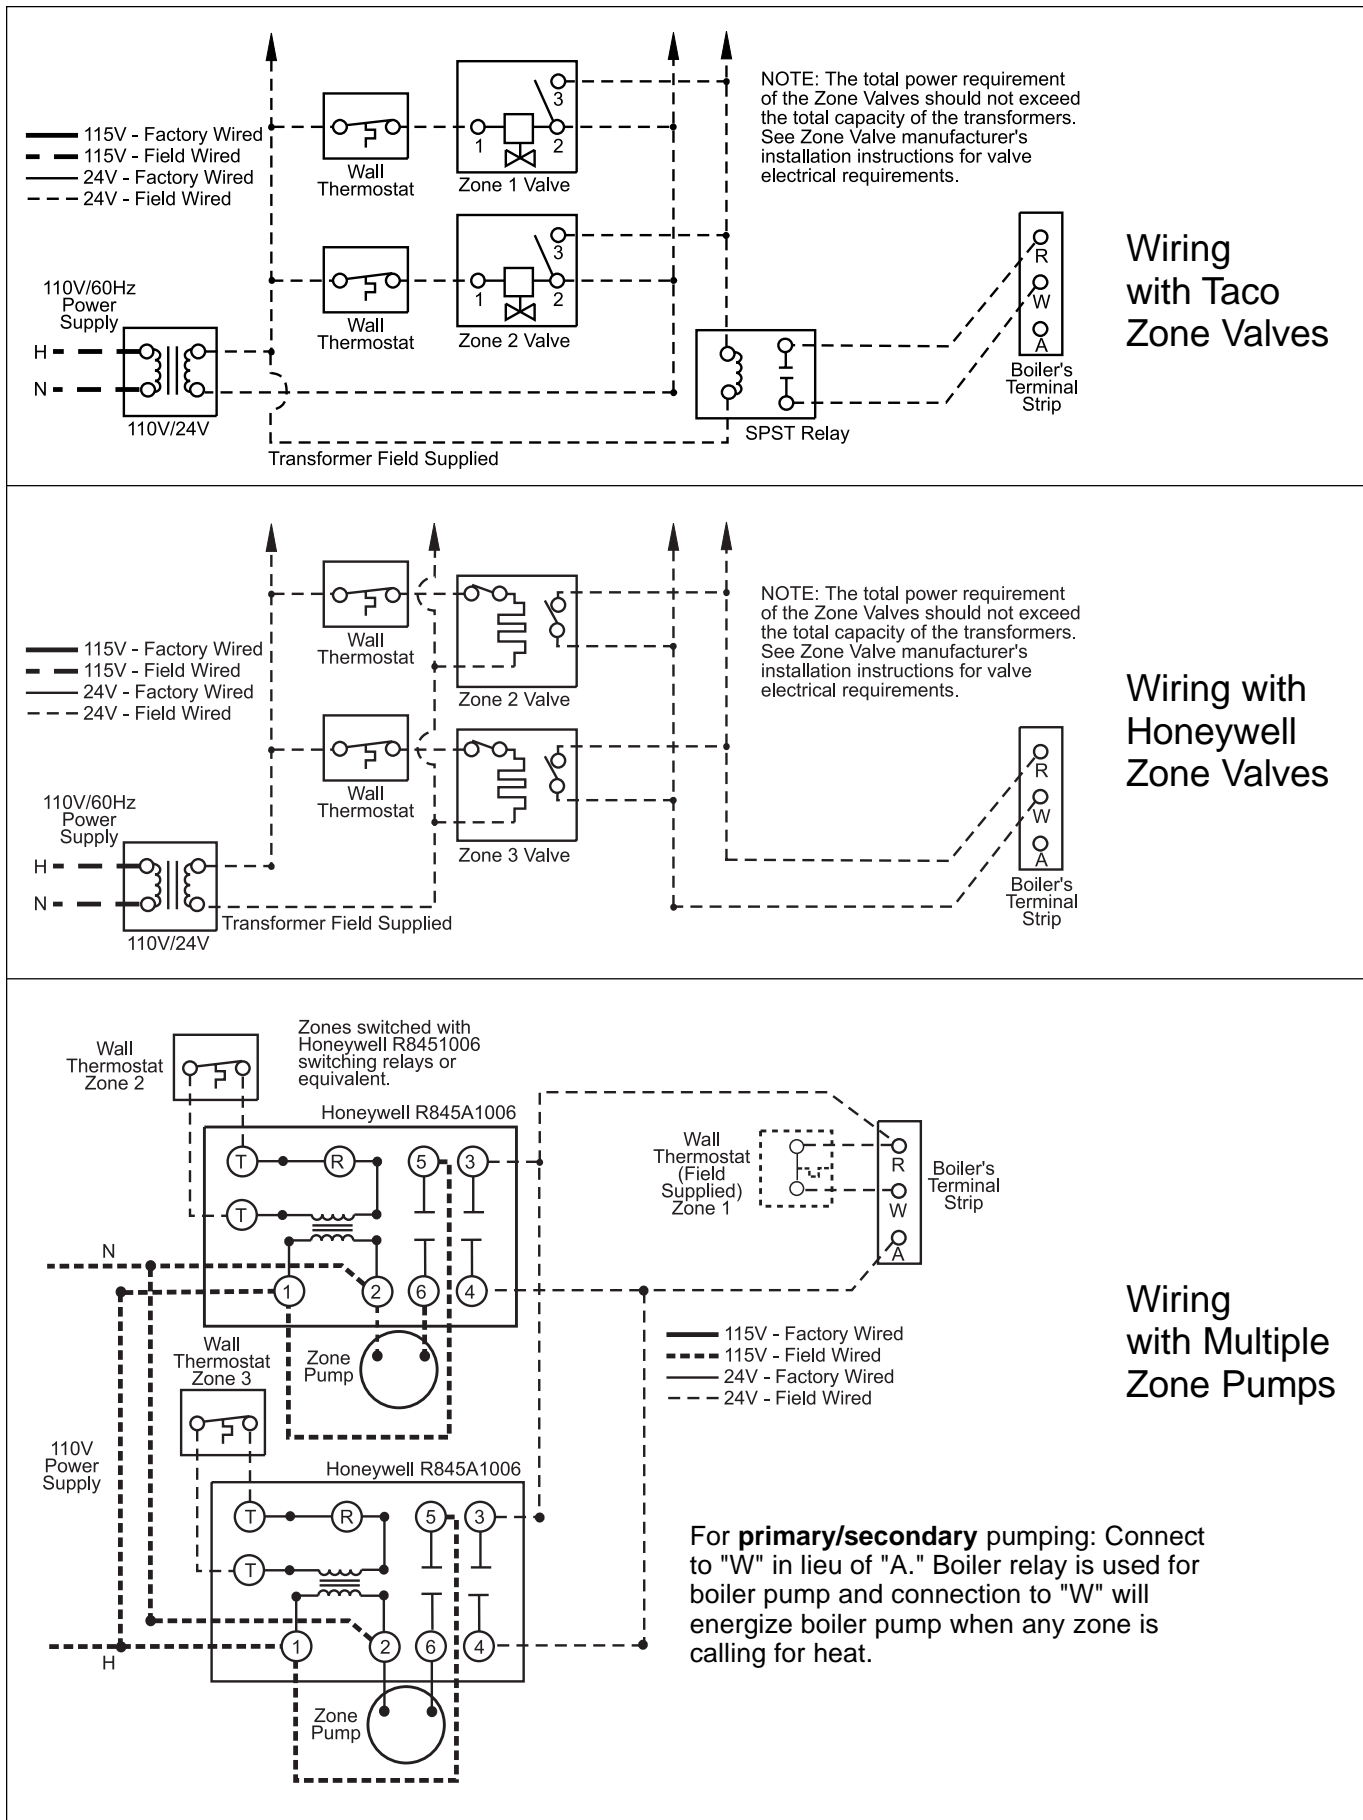 NOTE: The total power requirement
of the Zone Valves should not exceed
the total capacity of the transformers.
See Zone Valve manufacturer's
installation instructions for valve
electrical requirements.
115V - Factory Wired
115V - Field Wired
24V - Factory Wired
24V - Field Wired
Wall
Thermostat
1
2
3
Zone 1 Valve
Wall
Thermostat
1
2
3
Zone 2 Valve
110V/60Hz
Power
Supply
H
N
110V/24V
Transformer Field Supplied
SPST Relay
R
W
A
Boiler's
Terminal
Strip
Wiring
with Taco
Zone Valves
NOTE: The total power requirement
of the Zone Valves should not exceed
the total capacity of the transformers.
See Zone Valve manufacturer's
installation instructions for valve
electrical requirements.
115V - Factory Wired
115V - Field Wired
24V - Factory Wired
24V - Field Wired
Wall
Thermostat
Zone 2 Valve
Wall
Thermostat
Zone 3 Valve
110V/60Hz
Power
Supply
H
N
110V/24V
Transformer Field Supplied
R
W
A
Boiler's
Terminal
Strip
Wiring with
Honeywell
Zone Valves
Wall
Thermostat
Zone 2
Zones switched with
Honeywell R8451006
switching relays or
equivalent.
Honeywell R845A1006
T
R
5
3
T
1
2
6
4
N
Zone
Pump
Wall
Thermostat
(Field
Supplied)
Zone 1
R
W
A
Boiler's
Terminal
Strip
115V - Factory Wired
115V - Field Wired
24V - Factory Wired
24V - Field Wired
Wiring
with Multiple
Zone Pumps
Wall
Thermostat
Zone 3
110V
Power
Supply
Honeywell R845A1006
T
R
5
3
T
1
2
6
4
H
Zone
Pump
For primary/secondary pumping: Connect
to "W" in lieu of "A." Boiler relay is used for
boiler pump and connection to "W" will
energize boiler pump when any zone is
calling for heat.